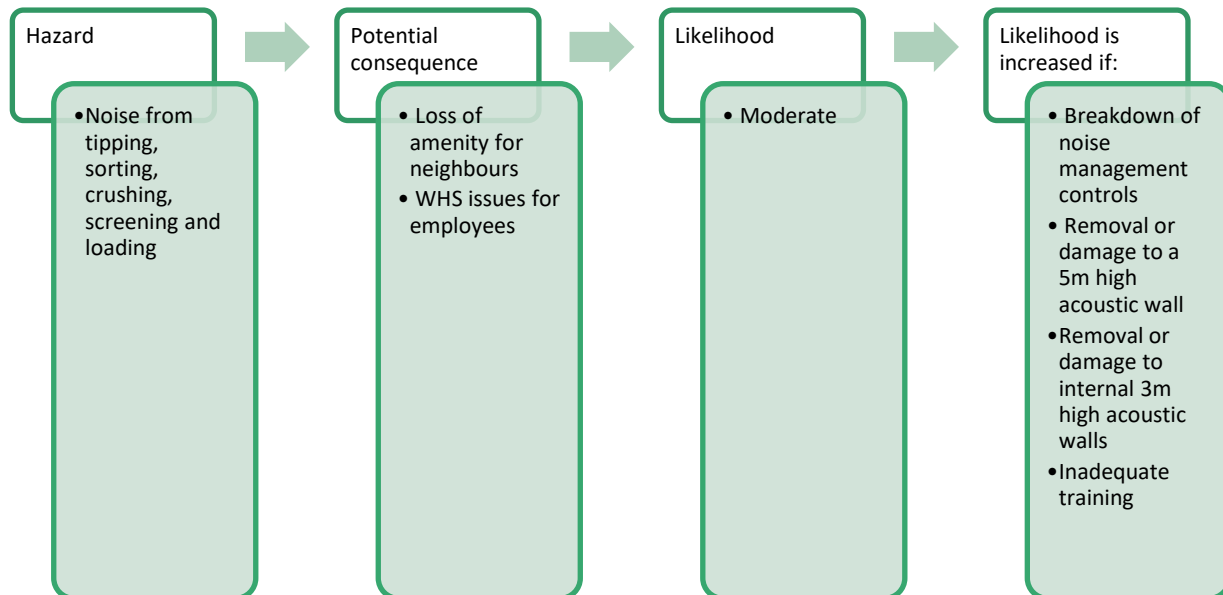 Hazard
•Noise from
tipping,
sorting,
crushing,
screening and
loading
Potential
consequence
• Loss of
amenity for
neighbours
• WHS issues for
employees
Likelihood
• Moderate
Likelihood is
increased if:
• Breakdown of
noise
management
controls
• Removal or
damage to a
5m high
acoustic wall
•Removal or
damage to
internal 3m
high acoustic
walls
•Inadequate
training